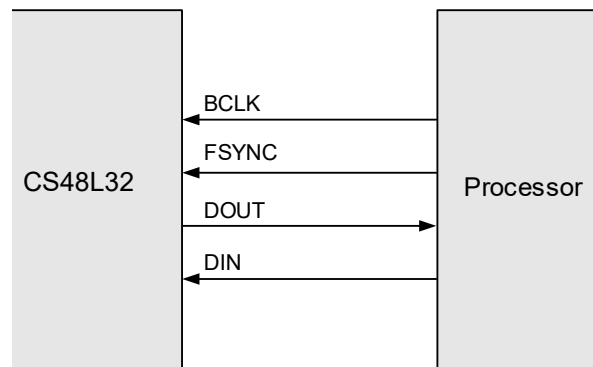 BCLK
FSYNC
CS48L32
Processor
DOUT
DIN